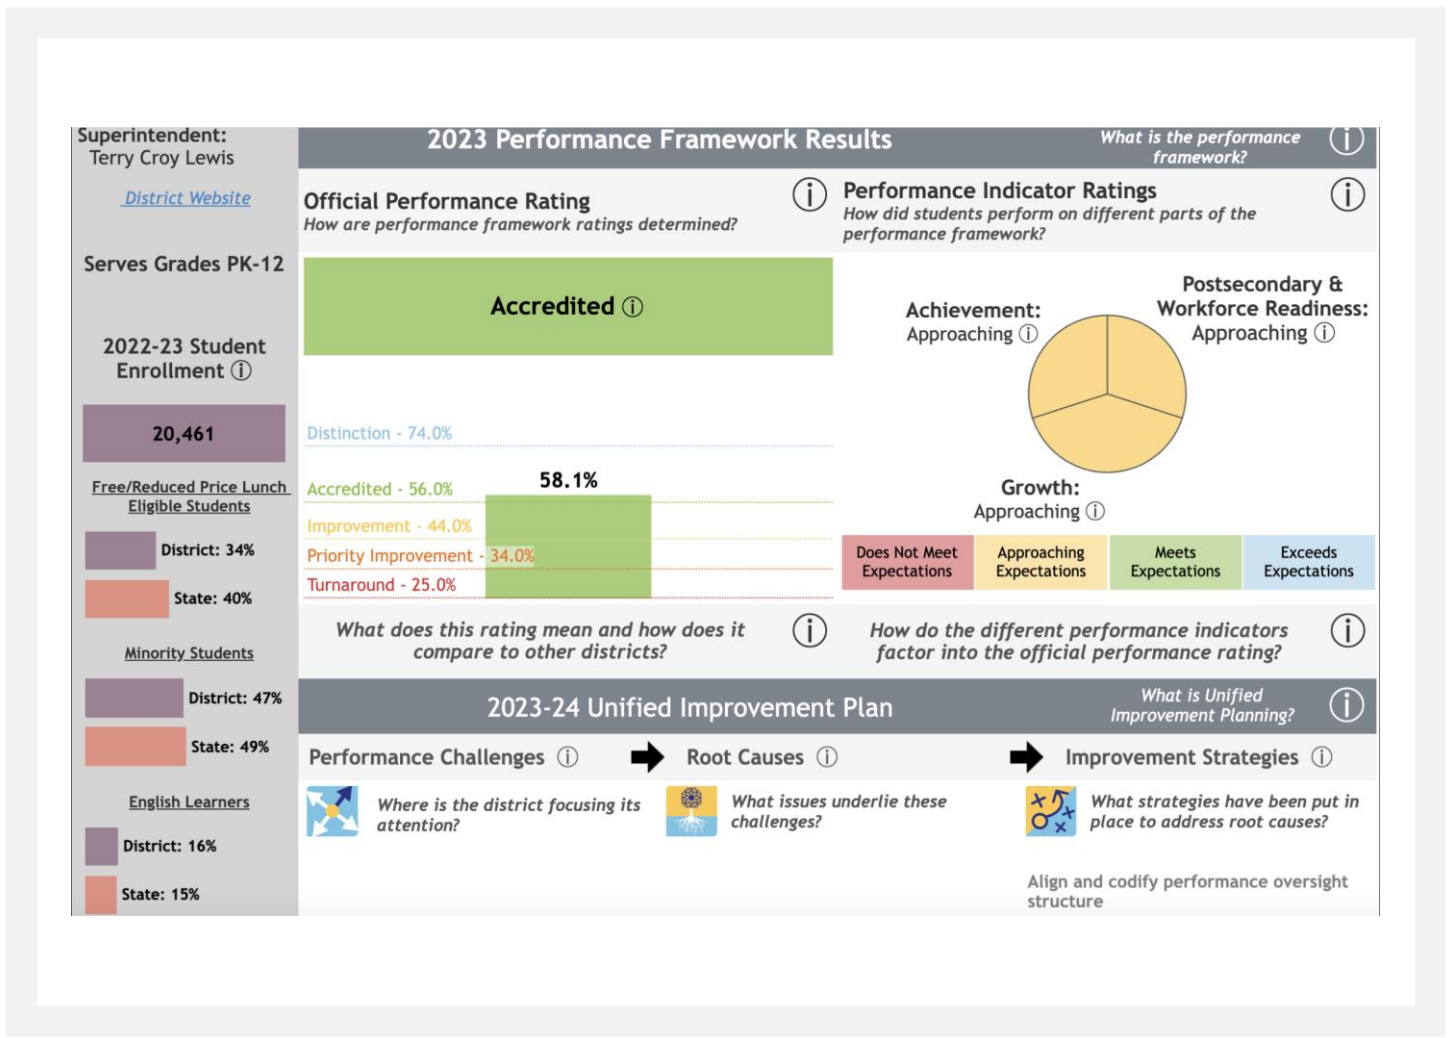 Superintendent:
Terry Croy Lewis
District Website
Serves Grades PK-12
2022-23 Student
Enrollment ⓘ
20,461
Free/Reduced Price Lunch
Eligible Students
District: 34%
State: 40%
Minority Students
District: 47%
State: 49%
English Learners
District: 16%
State: 15%
2023 Performance Framework Results
What is the performance
framework?
Official Performance Rating
How are performance framework ratings determined?
Accredited ⓘ
Distinction - 74.0%
58.1%
Accredited - 56.0%
Improvement - 44.0%
Priority Improvement - 34.0%
Turnaround - 25.0%
What does this rating mean and how does it
compare to other districts?
Performance Indicator Ratings
How did students perform on different parts of the
performance framework?
Achievement:
Approaching ⓘ
Postsecondary &
Workforce Readiness:
Approaching ⓘ
Growth:
Approaching ⓘ
Does Not Meet
Expectations
Approaching
Expectations
Meets
Expectations
Exceeds
Expectations
How do the different performance indicators
factor into the official performance rating?
2023-24 Unified Improvement Plan
What is Unified
Improvement Planning?
Performance Challenges ⓘ
Where is the district focusing its
attention?
Root Causes ⓘ
What issues underlie these
challenges?
Improvement Strategies ⓘ
What strategies have been put in
place to address root causes?
Align and codify performance oversight
structure